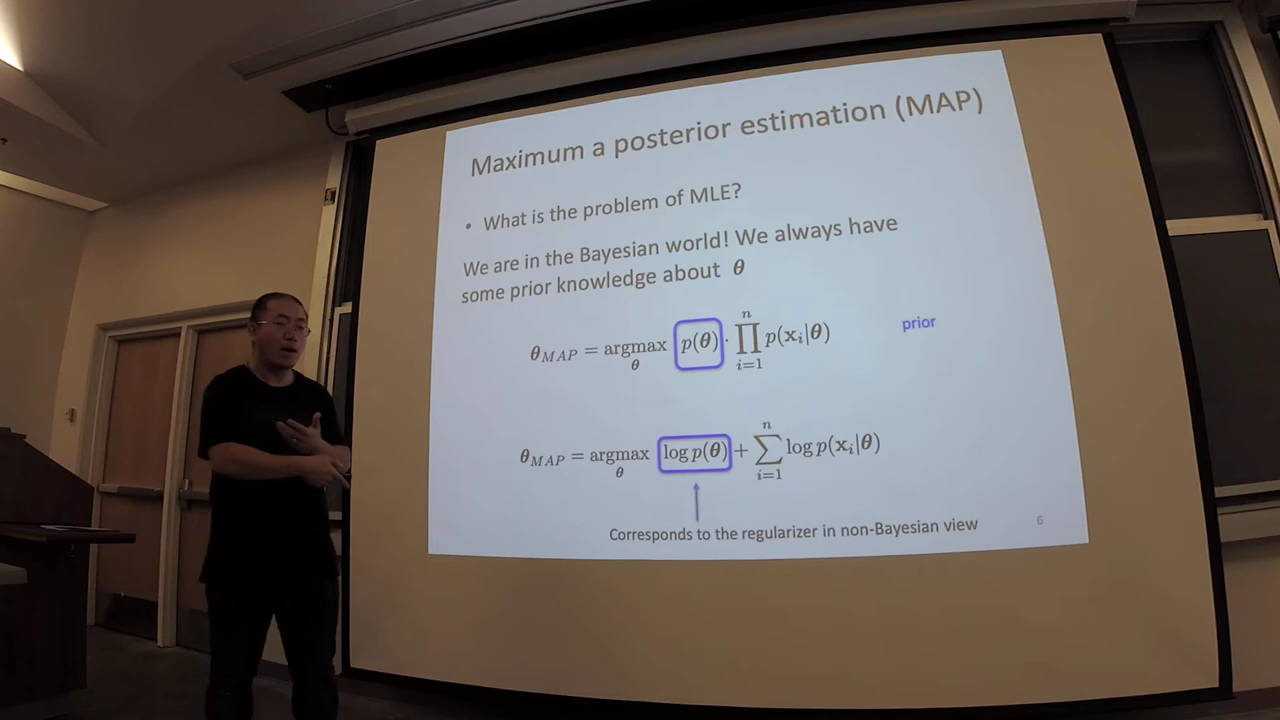 Maximum a posterior estimation (MAP)
• What is the problem of MLE?
We are in the Bayesian world! We always have
some prior knowledge about θ
θ_MAP = argmax_θ p(θ) · ∏_{i=1}^{n} p(x_i|θ)
prior
θ_MAP = argmax_θ log p(θ) + ∑_{i=1}^{n} log p(x_i|θ)
Corresponds to the regularizer in non-Bayesian view
6